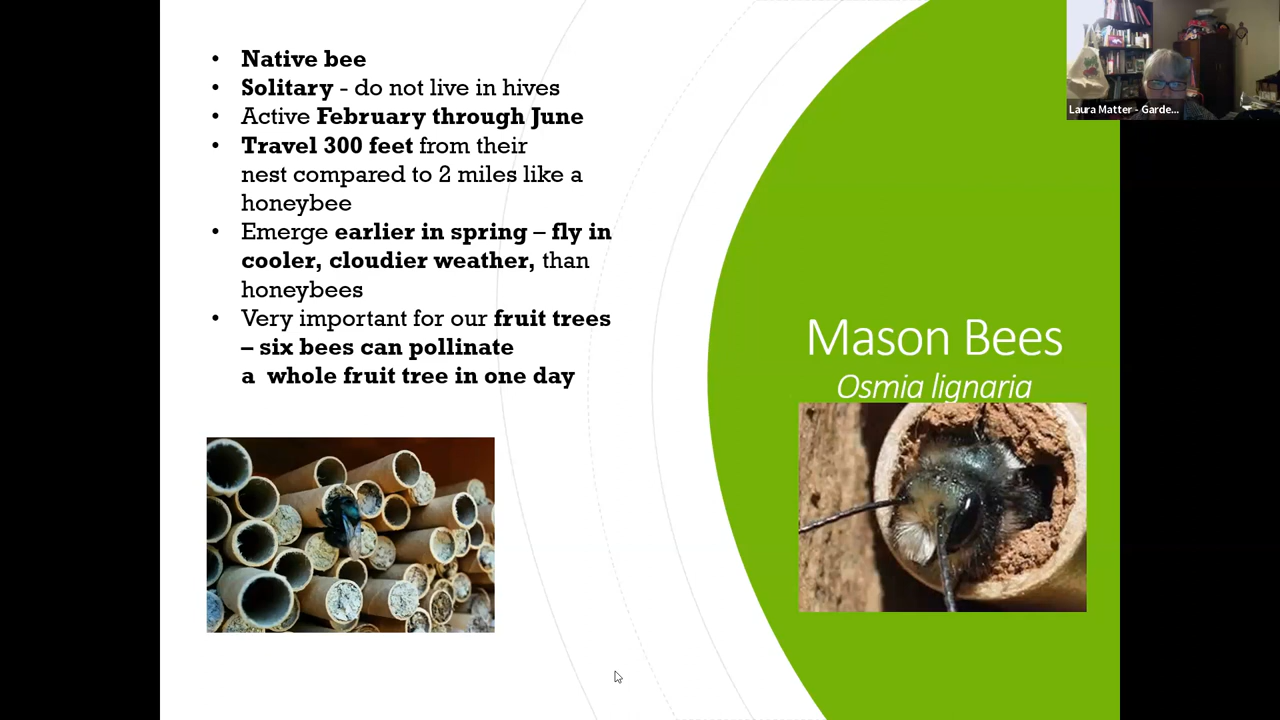 • Native bee
• Solitary - do not live in hives
• Active February through June
• Travel 300 feet from their
nest compared to 2 miles like a
honeybee
• Emerge earlier in spring – fly in
cooler, cloudier weather, than
honeybees
• Very important for our fruit trees
– six bees can pollinate
a whole fruit tree in one day
Mason Bees
Osmia lignaria
Laura Matter - Garde...